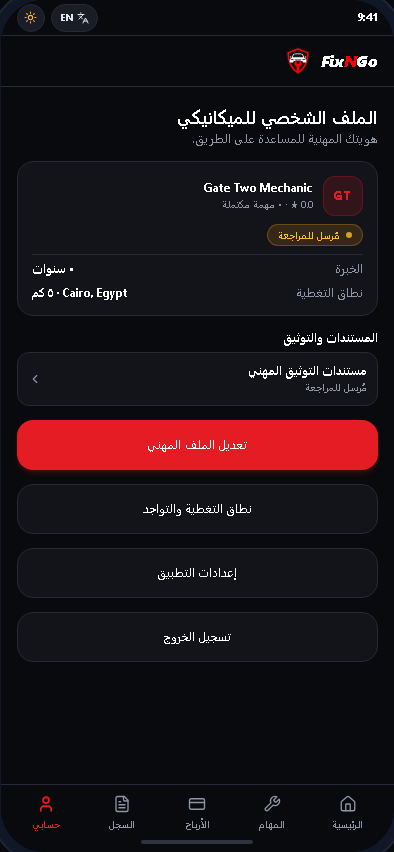 9:41
EN
FixNGo
الملف الشخصي للميكانيكي
هويتك المهنية للمساعدة على الطريق.
GT
Gate Two Mechanic
0.0 ★ · ٠ مهمة مكتملة
مُرسل للمراجعة
الخبرة
٠ سنوات
نطاق التغطية
Cairo, Egypt · ٥ كم
المستندات والتوثيق
مستندات التوثيق المهني
مُرسل للمراجعة
تعديل الملف المهني
نطاق التغطية والتواجد
إعدادات التطبيق
تسجيل الخروج
الرئيسية
المهام
الأرباح
السجل
حسابي